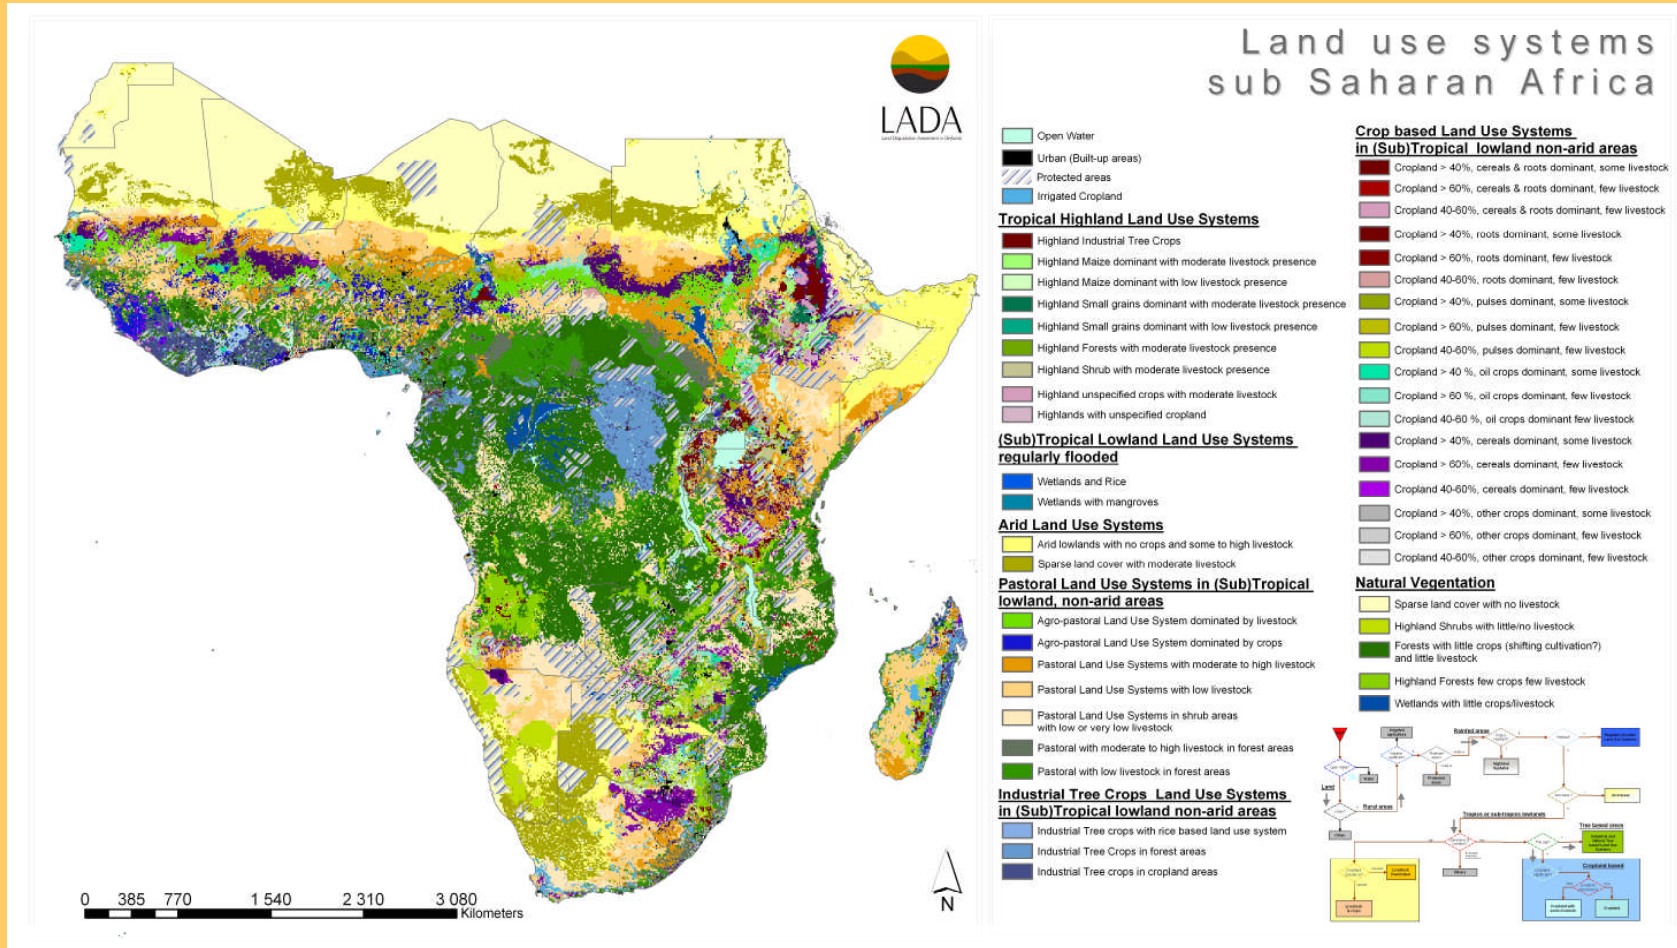 Land use systems
sub Saharan Africa
LADA
Land Degradation Assessment in Drylands
Open Water
Urban (Built-up areas)
Protected areas
Irrigated Cropland
Tropical Highland Land Use Systems
Highland Industrial Tree Crops
Highland Maize dominant with moderate livestock presence
Highland Maize dominant with low livestock presence
Highland Small grains dominant with moderate livestock presence
Highland Small grains dominant with low livestock presence
Highland Forests with moderate livestock presence
Highland Shrub with moderate livestock presence
Highland unspecified crops with moderate livestock
Highlands with unspecified cropland
(Sub)Tropical Lowland Land Use Systems
regularly flooded
Wetlands and Rice
Wetlands with mangroves
Arid Land Use Systems
Arid lowlands with no crops and some to high livestock
Sparse land cover with moderate livestock
Pastoral Land Use Systems in (Sub)Tropical
lowland, non-arid areas
Agro-pastoral Land Use System dominated by livestock
Agro-pastoral Land Use System dominated by crops
Pastoral Land Use Systems with moderate to high livestock
Pastoral Land Use Systems with low livestock
Pastoral Land Use Systems in shrub areas
with low or very low livestock
Pastoral with moderate to high livestock in forest areas
Pastoral with low livestock in forest areas
Industrial Tree Crops Land Use Systems
in (Sub)Tropical lowland non-arid areas
Industrial Tree crops with rice based land use system
Industrial Tree Crops in forest areas
Industrial Tree crops in cropland areas
Crop based Land Use Systems
in (Sub)Tropical lowland non-arid areas
Cropland > 40%, cereals & roots dominant, some livestock
Cropland > 60%, cereals & roots dominant, few livestock
Cropland 40-60%, cereals & roots dominant, few livestock
Cropland > 40%, roots dominant, some livestock
Cropland > 60%, roots dominant, few livestock
Cropland 40-60%, roots dominant, few livestock
Cropland > 40%, pulses dominant, some livestock
Cropland > 60%, pulses dominant, few livestock
Cropland 40-60%, pulses dominant, few livestock
Cropland > 40 %, oil crops dominant, some livestock
Cropland > 60 %, oil crops dominant, few livestock
Cropland 40-60 %, oil crops dominant few livestock
Cropland > 40%, cereals dominant, some livestock
Cropland > 60%, cereals dominant, few livestock
Cropland 40-60%, cereals dominant, few livestock
Cropland > 40%, other crops dominant, some livestock
Cropland > 60%, other crops dominant, few livestock
Cropland 40-60%, other crops dominant, few livestock
Natural Vegentation
Sparse land cover with no livestock
Highland Shrubs with little/no livestock
Forests with little crops (shifting cultivation?)
and little livestock
Highland Forests few crops few livestock
Wetlands with little crops/livestock
Rainfed areas
Land
Rural areas
Tropics or sub-tropics lowlands
Tree based areas
Cropland based
0 385 770 1 540 2 310 3 080
Kilometers
N